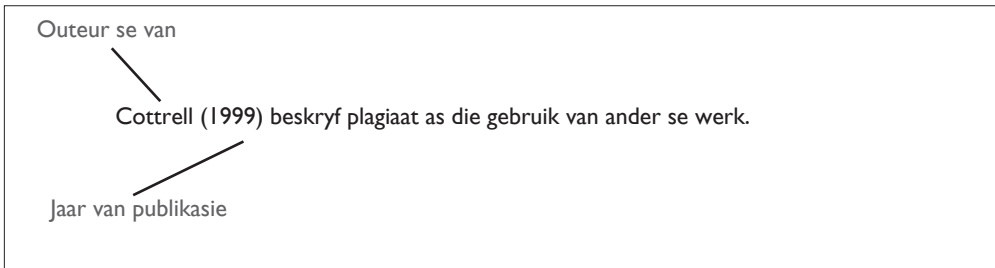 Outeur se van
Cottrell (1999) beskryf plagiaat as die gebruik van ander se werk.
Jaar van publikasie